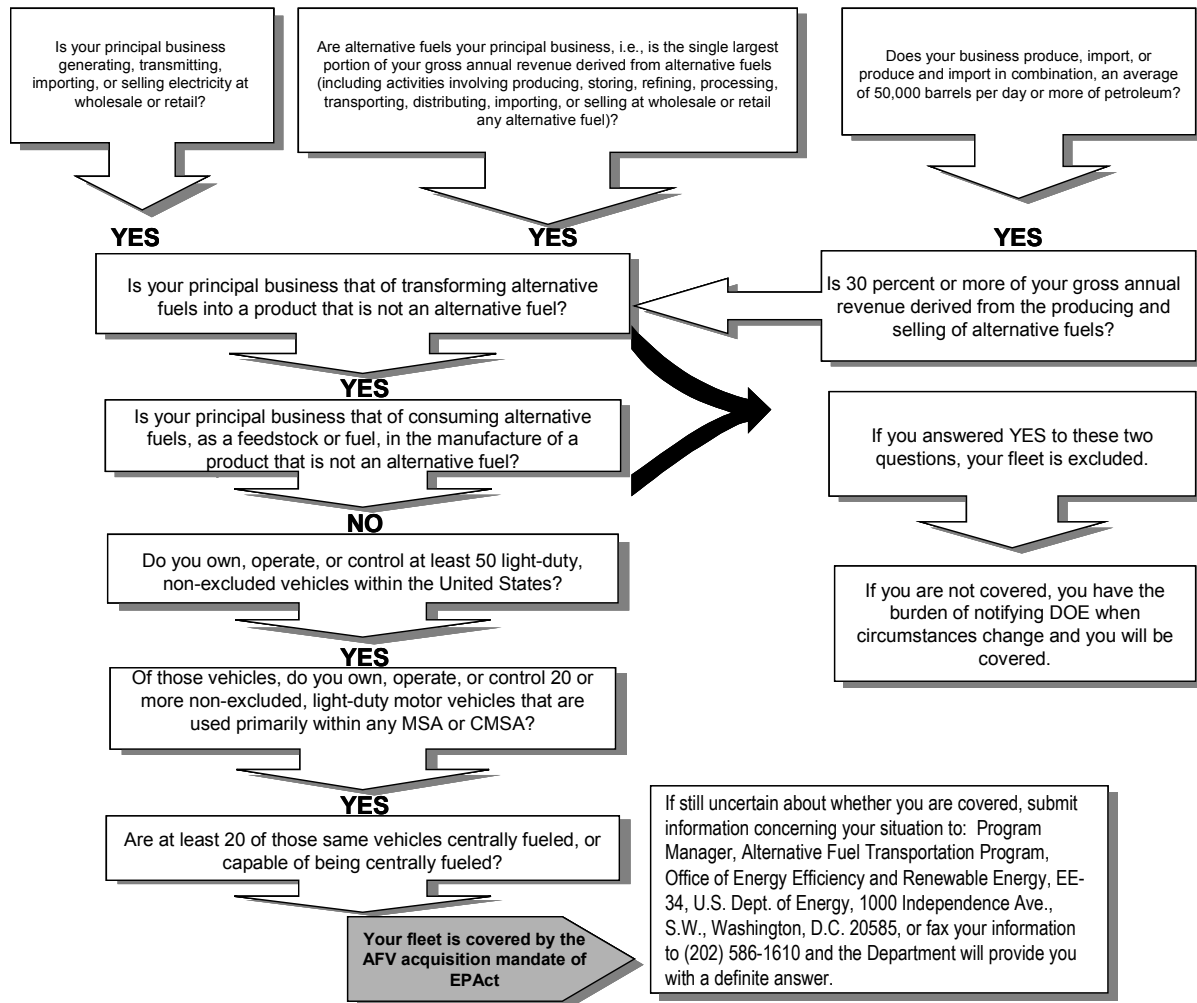 Is your principal business
generating, transmitting,
importing, or selling electricity at
wholesale or retail?
Are alternative fuels your principal business, i.e., is the single largest
portion of your gross annual revenue derived from alternative fuels
(including activities involving producing, storing, refining, processing,
transporting, distributing, importing, or selling at wholesale or retail
any alternative fuel)?
Does your business produce, import, or
produce and import in combination, an average
of 50,000 barrels per day or more of petroleum?
YES
YES
YES
Is your principal business that of transforming alternative
fuels into a product that is not an alternative fuel?
Is 30 percent or more of your gross annual
revenue derived from the producing and
selling of alternative fuels?
YES
Is your principal business that of consuming alternative
fuels, as a feedstock or fuel, in the manufacture of a
product that is not an alternative fuel?
If you answered YES to these two
questions, your fleet is excluded.
NO
Do you own, operate, or control at least 50 light-duty,
non-excluded vehicles within the United States?
If you are not covered, you have the
burden of notifying DOE when
circumstances change and you will be
covered.
YES
Of those vehicles, do you own, operate, or control 20 or
more non-excluded, light-duty motor vehicles that are
used primarily within any MSA or CMSA?
YES
Are at least 20 of those same vehicles centrally fueled, or
capable of being centrally fueled?
If still uncertain about whether you are covered, submit
information concerning your situation to: Program
Manager, Alternative Fuel Transportation Program,
Office of Energy Efficiency and Renewable Energy, EE-
34, U.S. Dept. of Energy, 1000 Independence Ave.,
S.W., Washington, D.C. 20585, or fax your information
to (202) 586-1610 and the Department will provide you
with a definite answer.
Your fleet is covered by the
AFV acquisition mandate of
EPAct